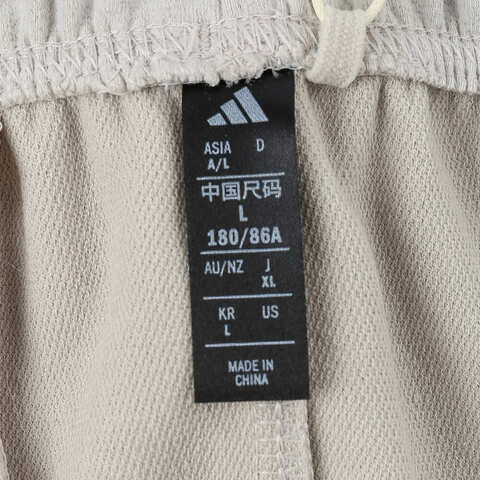 ASIA D
A/L
中国尺码
L
180/86A
AU/NZ J
XL
KR US
L
MADE IN
CHINA